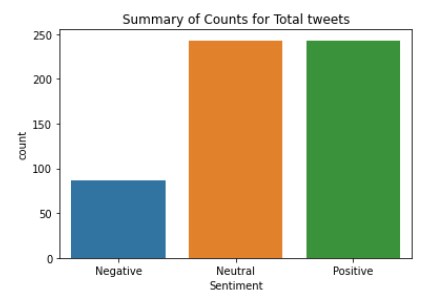 Summary of Counts for Total tweets
250
200
150
100
50
0
count
Negative Neutral Positive
Sentiment